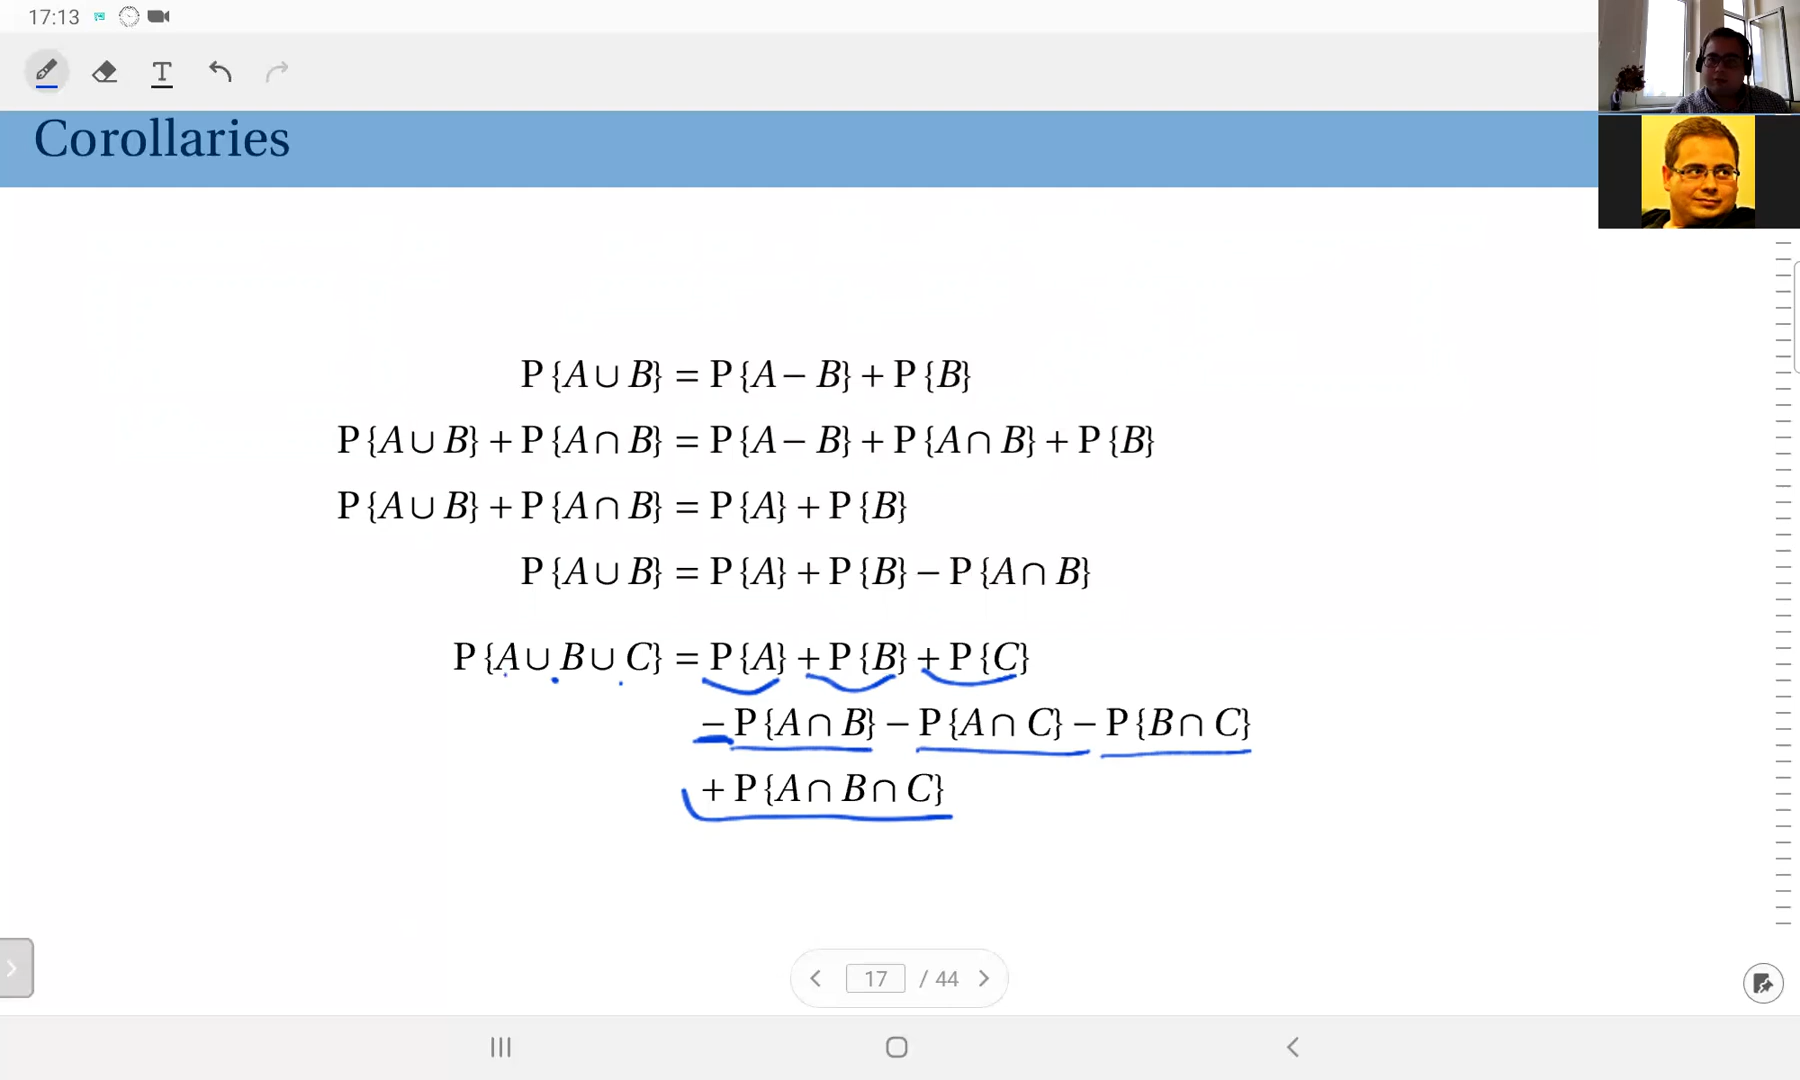 17:13
T
Corollaries
P{A ∪ B} = P{A − B} + P{B}
P{A ∪ B} + P{A ∩ B} = P{A − B} + P{A ∩ B} + P{B}
P{A ∪ B} + P{A ∩ B} = P{A} + P{B}
P{A ∪ B} = P{A} + P{B} − P{A ∩ B}
P{A ∪ B ∪ C} = P{A} + P{B} + P{C}
− P{A ∩ B} − P{A ∩ C} − P{B ∩ C}
+ P{A ∩ B ∩ C}
17 / 44